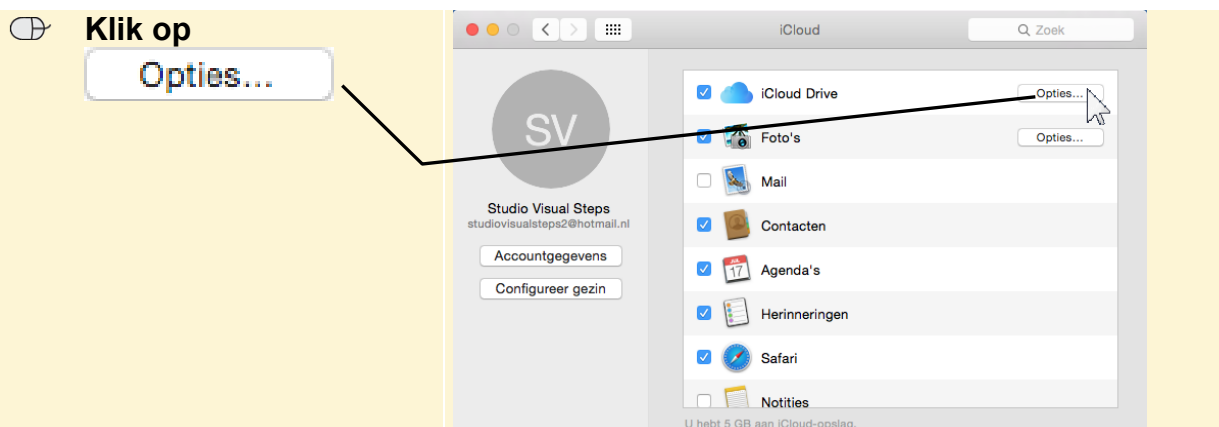 Klik op
Opties...
iCloud
Zoek
SV
Studio Visual Steps
studiovisualsteps2@hotmail.nl
Accountgegevens
Configureer gezin
iCloud Drive
Opties...
Foto's
Opties...
Mail
Contacten
JUL
17
Agenda's
Herinneringen
Safari
Notities
U hebt 5 GB aan iCloud-opslag.